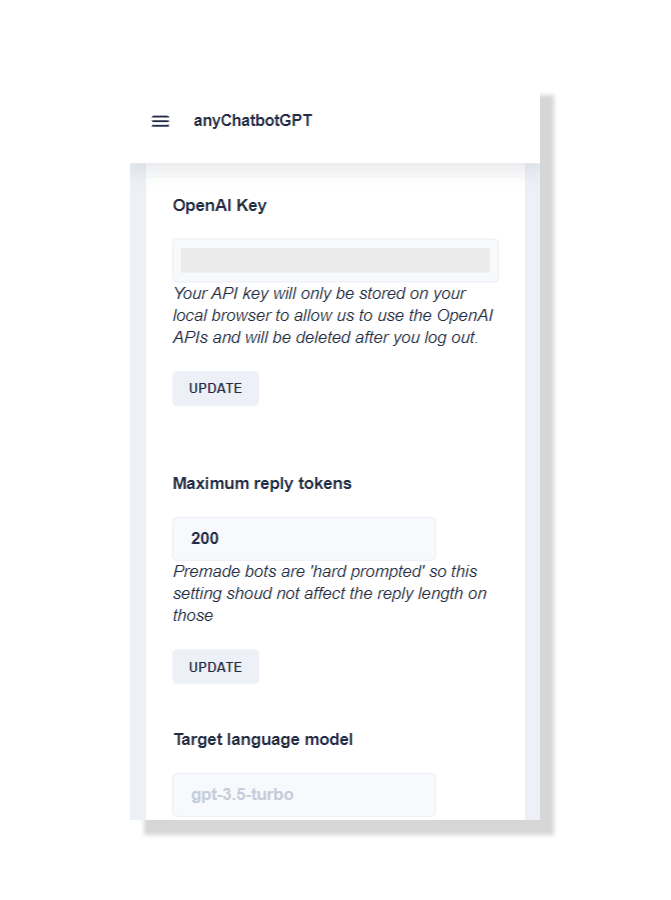 anyChatbotGPT
OpenAI Key
Your API key will only be stored on your
local browser to allow us to use the OpenAI
APIs and will be deleted after you log out.
UPDATE
Maximum reply tokens
200
Premade bots are 'hard prompted' so this
setting shoud not affect the reply length on
those
UPDATE
Target language model
gpt-3.5-turbo